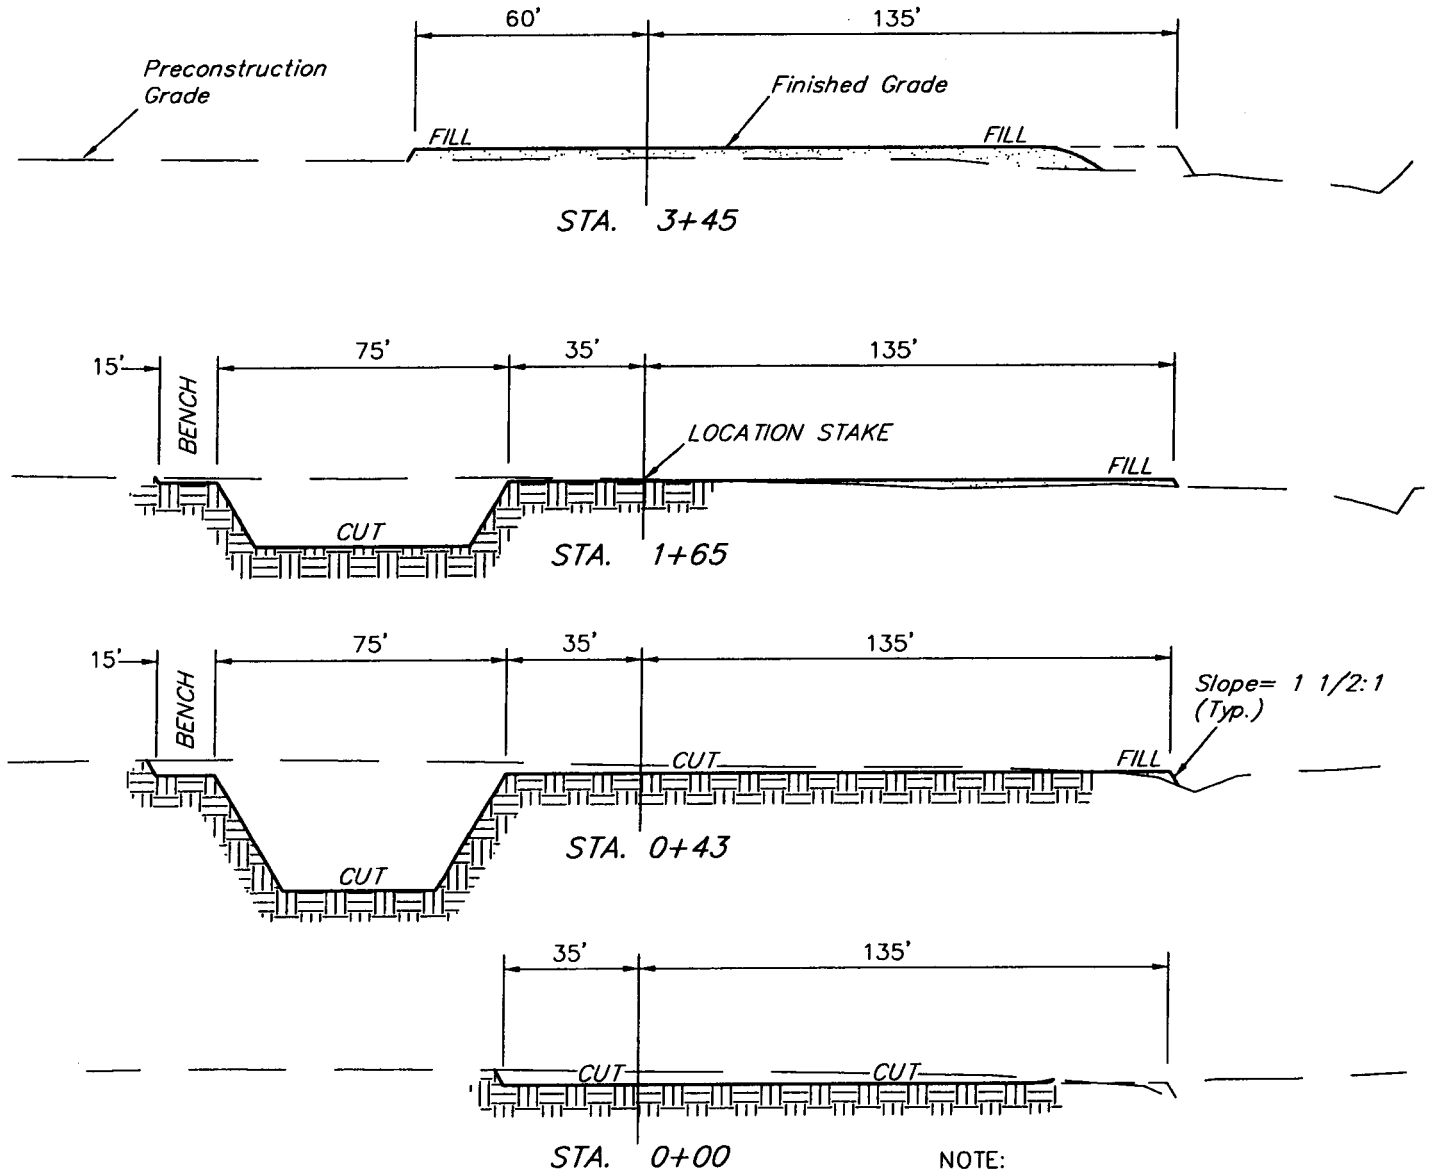 60' 135'
Preconstruction
Grade
Finished Grade
FILL FILL
STA. 3+45
15' 75' 35' 135'
BENCH
LOCATION STAKE
FILL
CUT
STA. 1+65
15' 75' 35' 135'
BENCH
Slope= 1 1/2:1
(Typ.)
CUT FILL
STA. 0+43
CUT
35' 135'
CUT CUT
STA. 0+00
NOTE: